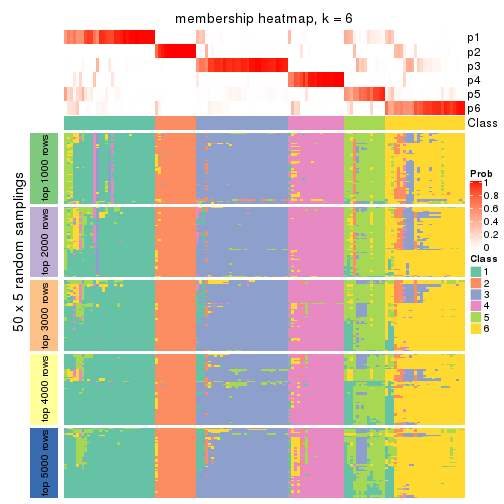 membership heatmap, k = 6
p1
p2
p3
p4
p5
p6
Class
50 x 5 random samplings
top 1000 rows
top 2000 rows
top 3000 rows
top 4000 rows
top 5000 rows
Prob
1
0.8
0.6
0.4
0.2
0
Class
1
2
3
4
5
6